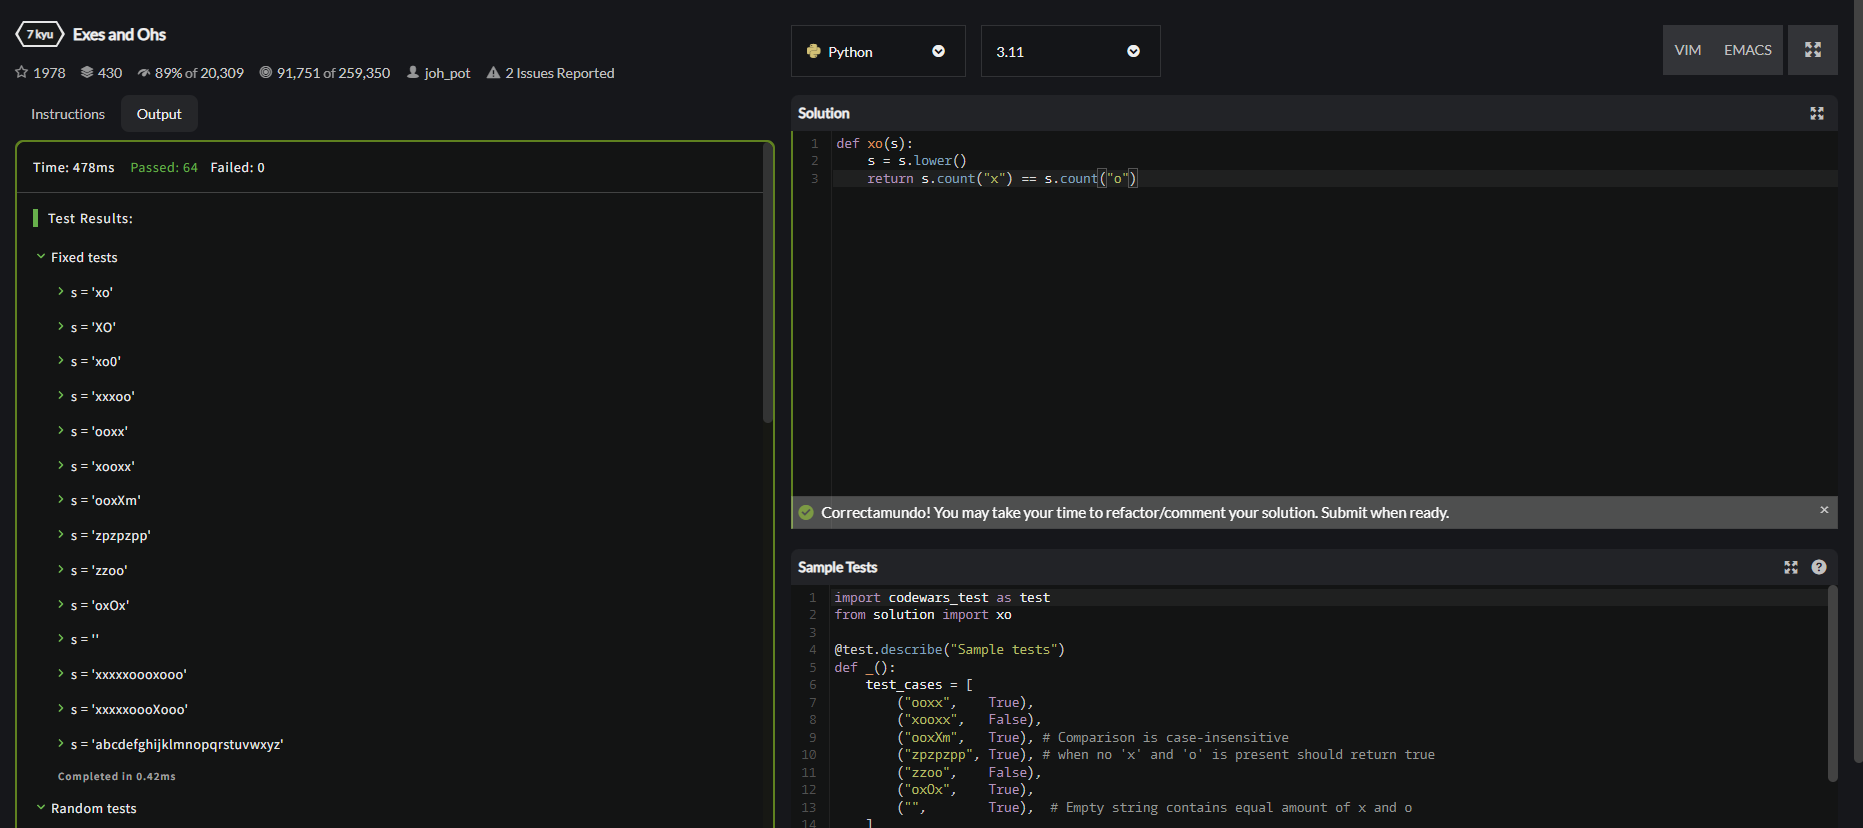 7 kyu Exes and Ohs
1978 430 89% of 20,309 91,751 of 259,350 joh_pot 2 Issues Reported
Instructions Output
Time: 478ms Passed: 64 Failed: 0
Test Results:
Fixed tests
s = 'xo'
s = 'XO'
s = 'xo0'
s = 'xxxoo'
s = 'ooxx'
s = 'xooxx'
s = 'ooxXm'
s = 'zpzpzpp'
s = 'zzoo'
s = 'oxOx'
s = ''
s = 'xxxxxoooxooo'
s = 'xxxxxoooXooo'
s = 'abcdefghijklmnopqrstuvwxyz'
Completed in 0.42ms
Random tests
Python 3.11 VIM EMACS
Solution
1 def xo(s):
2     s = s.lower()
3     return s.count("x") == s.count("o")
Correctamundo! You may take your time to refactor/comment your solution. Submit when ready. ×
Sample Tests ?
1 import codewars_test as test
2 from solution import xo
3
4 @test.describe("Sample tests")
5 def _():
6     test_cases = [
7         ("ooxx",    True),
8         ("xooxx",   False),
9         ("ooxXm",   True), # Comparison is case-insensitive
10         ("zpzpzpp", True), # when no 'x' and 'o' is present should return true
11         ("zzoo",    False),
12         ("oxOx",    True),
13         ("",        True),  # Empty string contains equal amount of x and o
14     ]